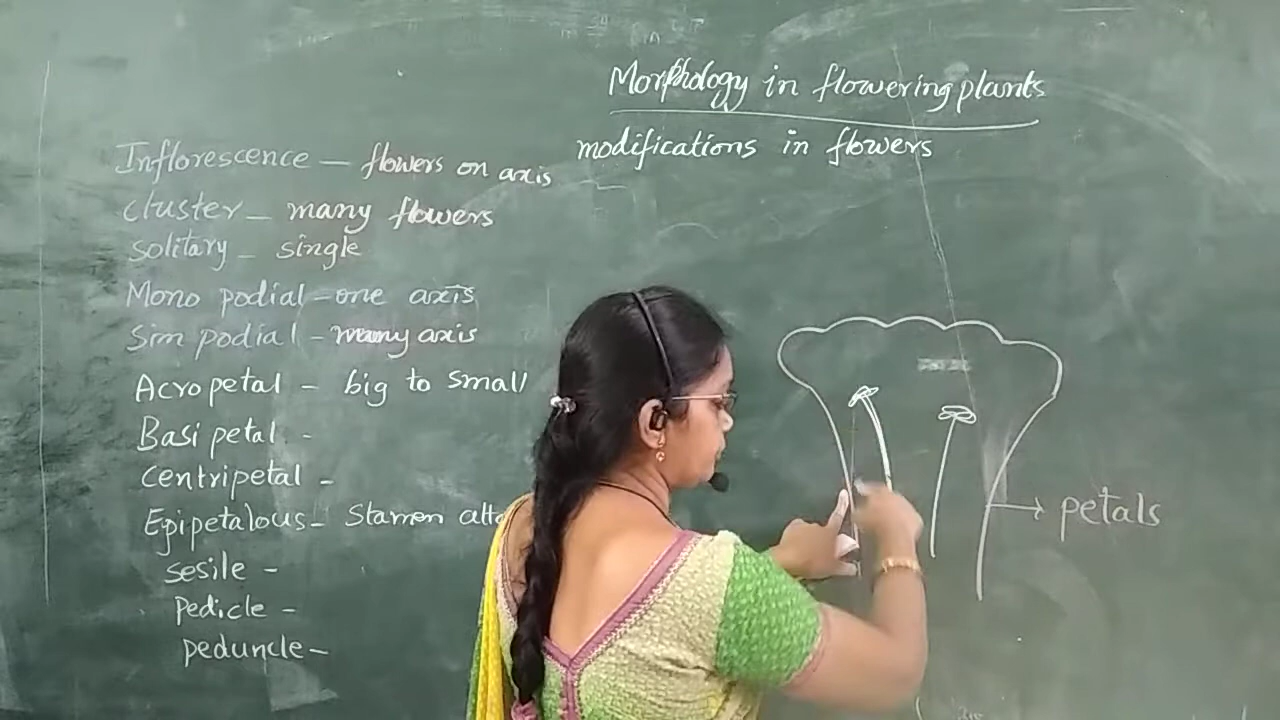 Morphology in flowering plants
modifications in flowers
Inflorescence - flowers on axis
cluster - many flowers
solitary - single
Mono podial - one axis
Sim podial - many axis
Acropetal - big to small
Basi petal -
centripetal -
Epipetalous - Stamen atta
sesile -
pedicle -
peduncle -
petals